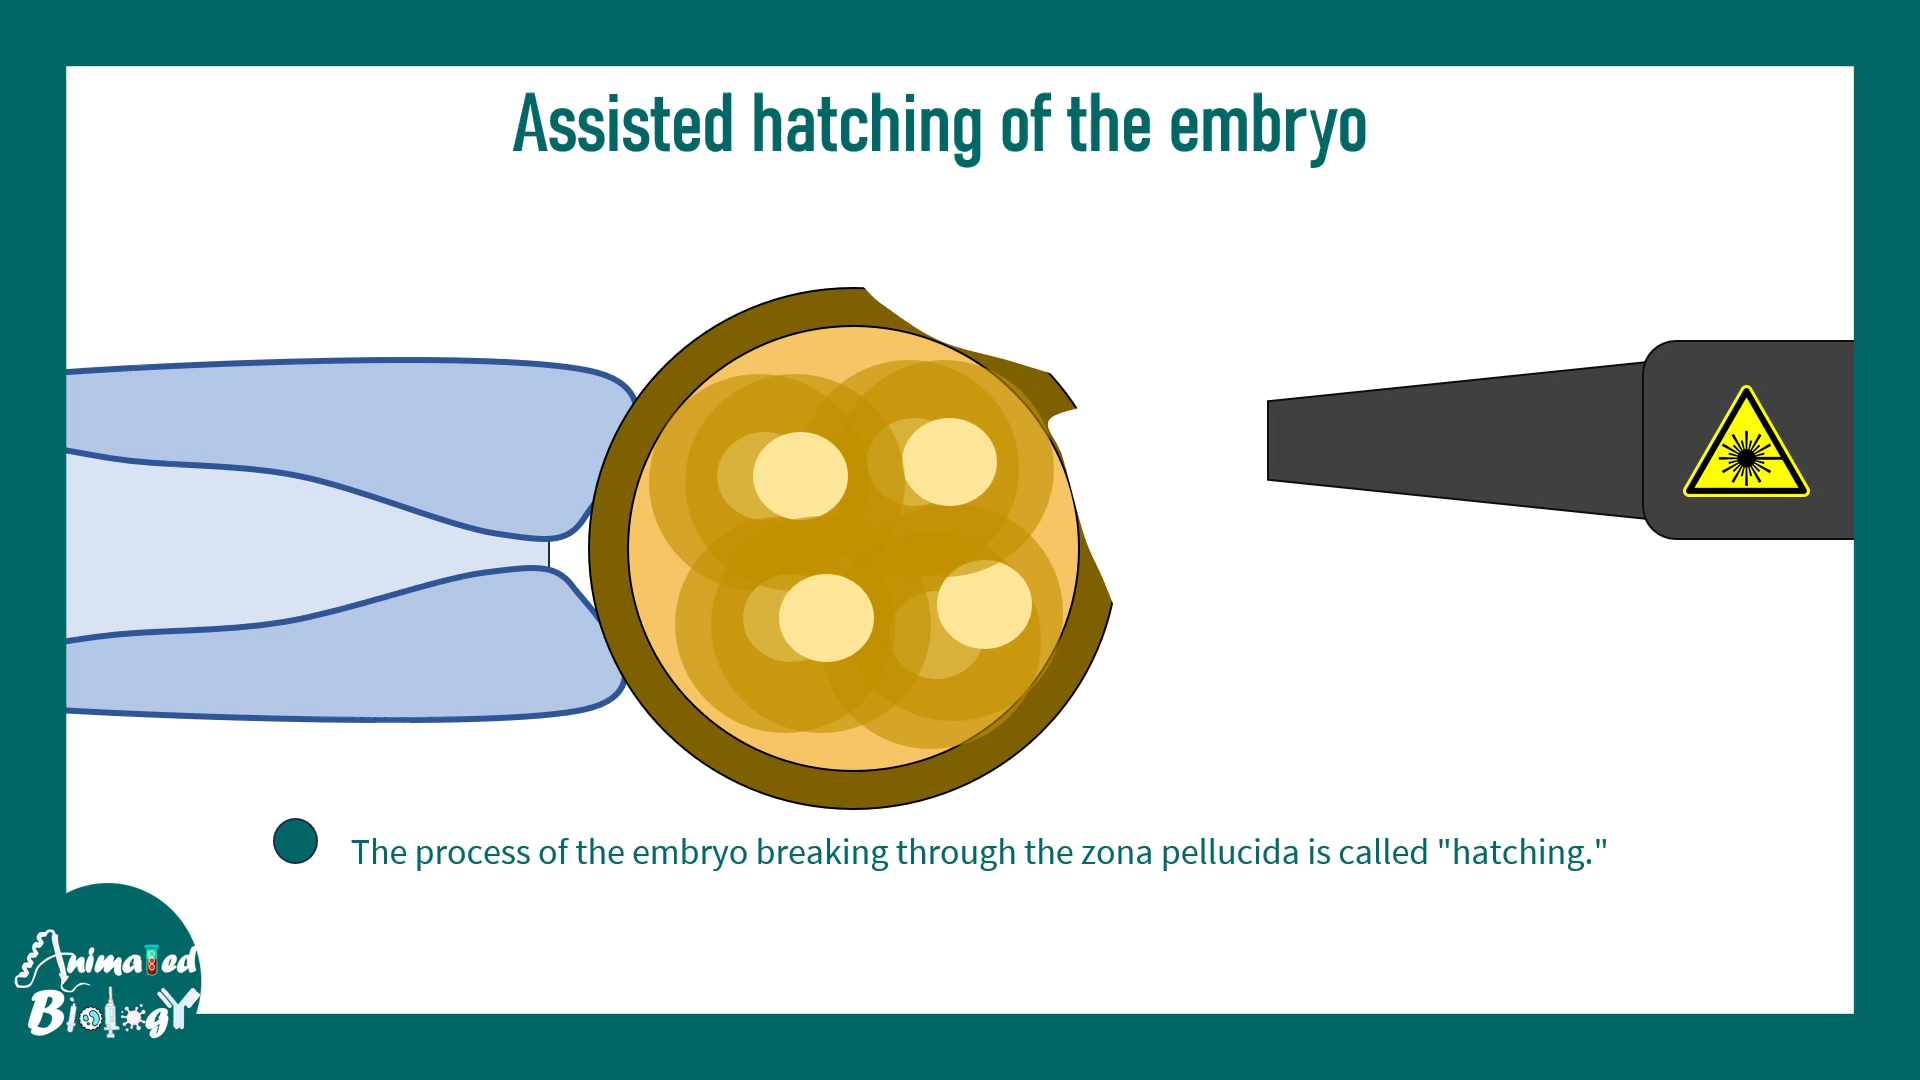 Assisted hatching of the embryo
The process of the embryo breaking through the zona pellucida is called "hatching."
Animated
Biology